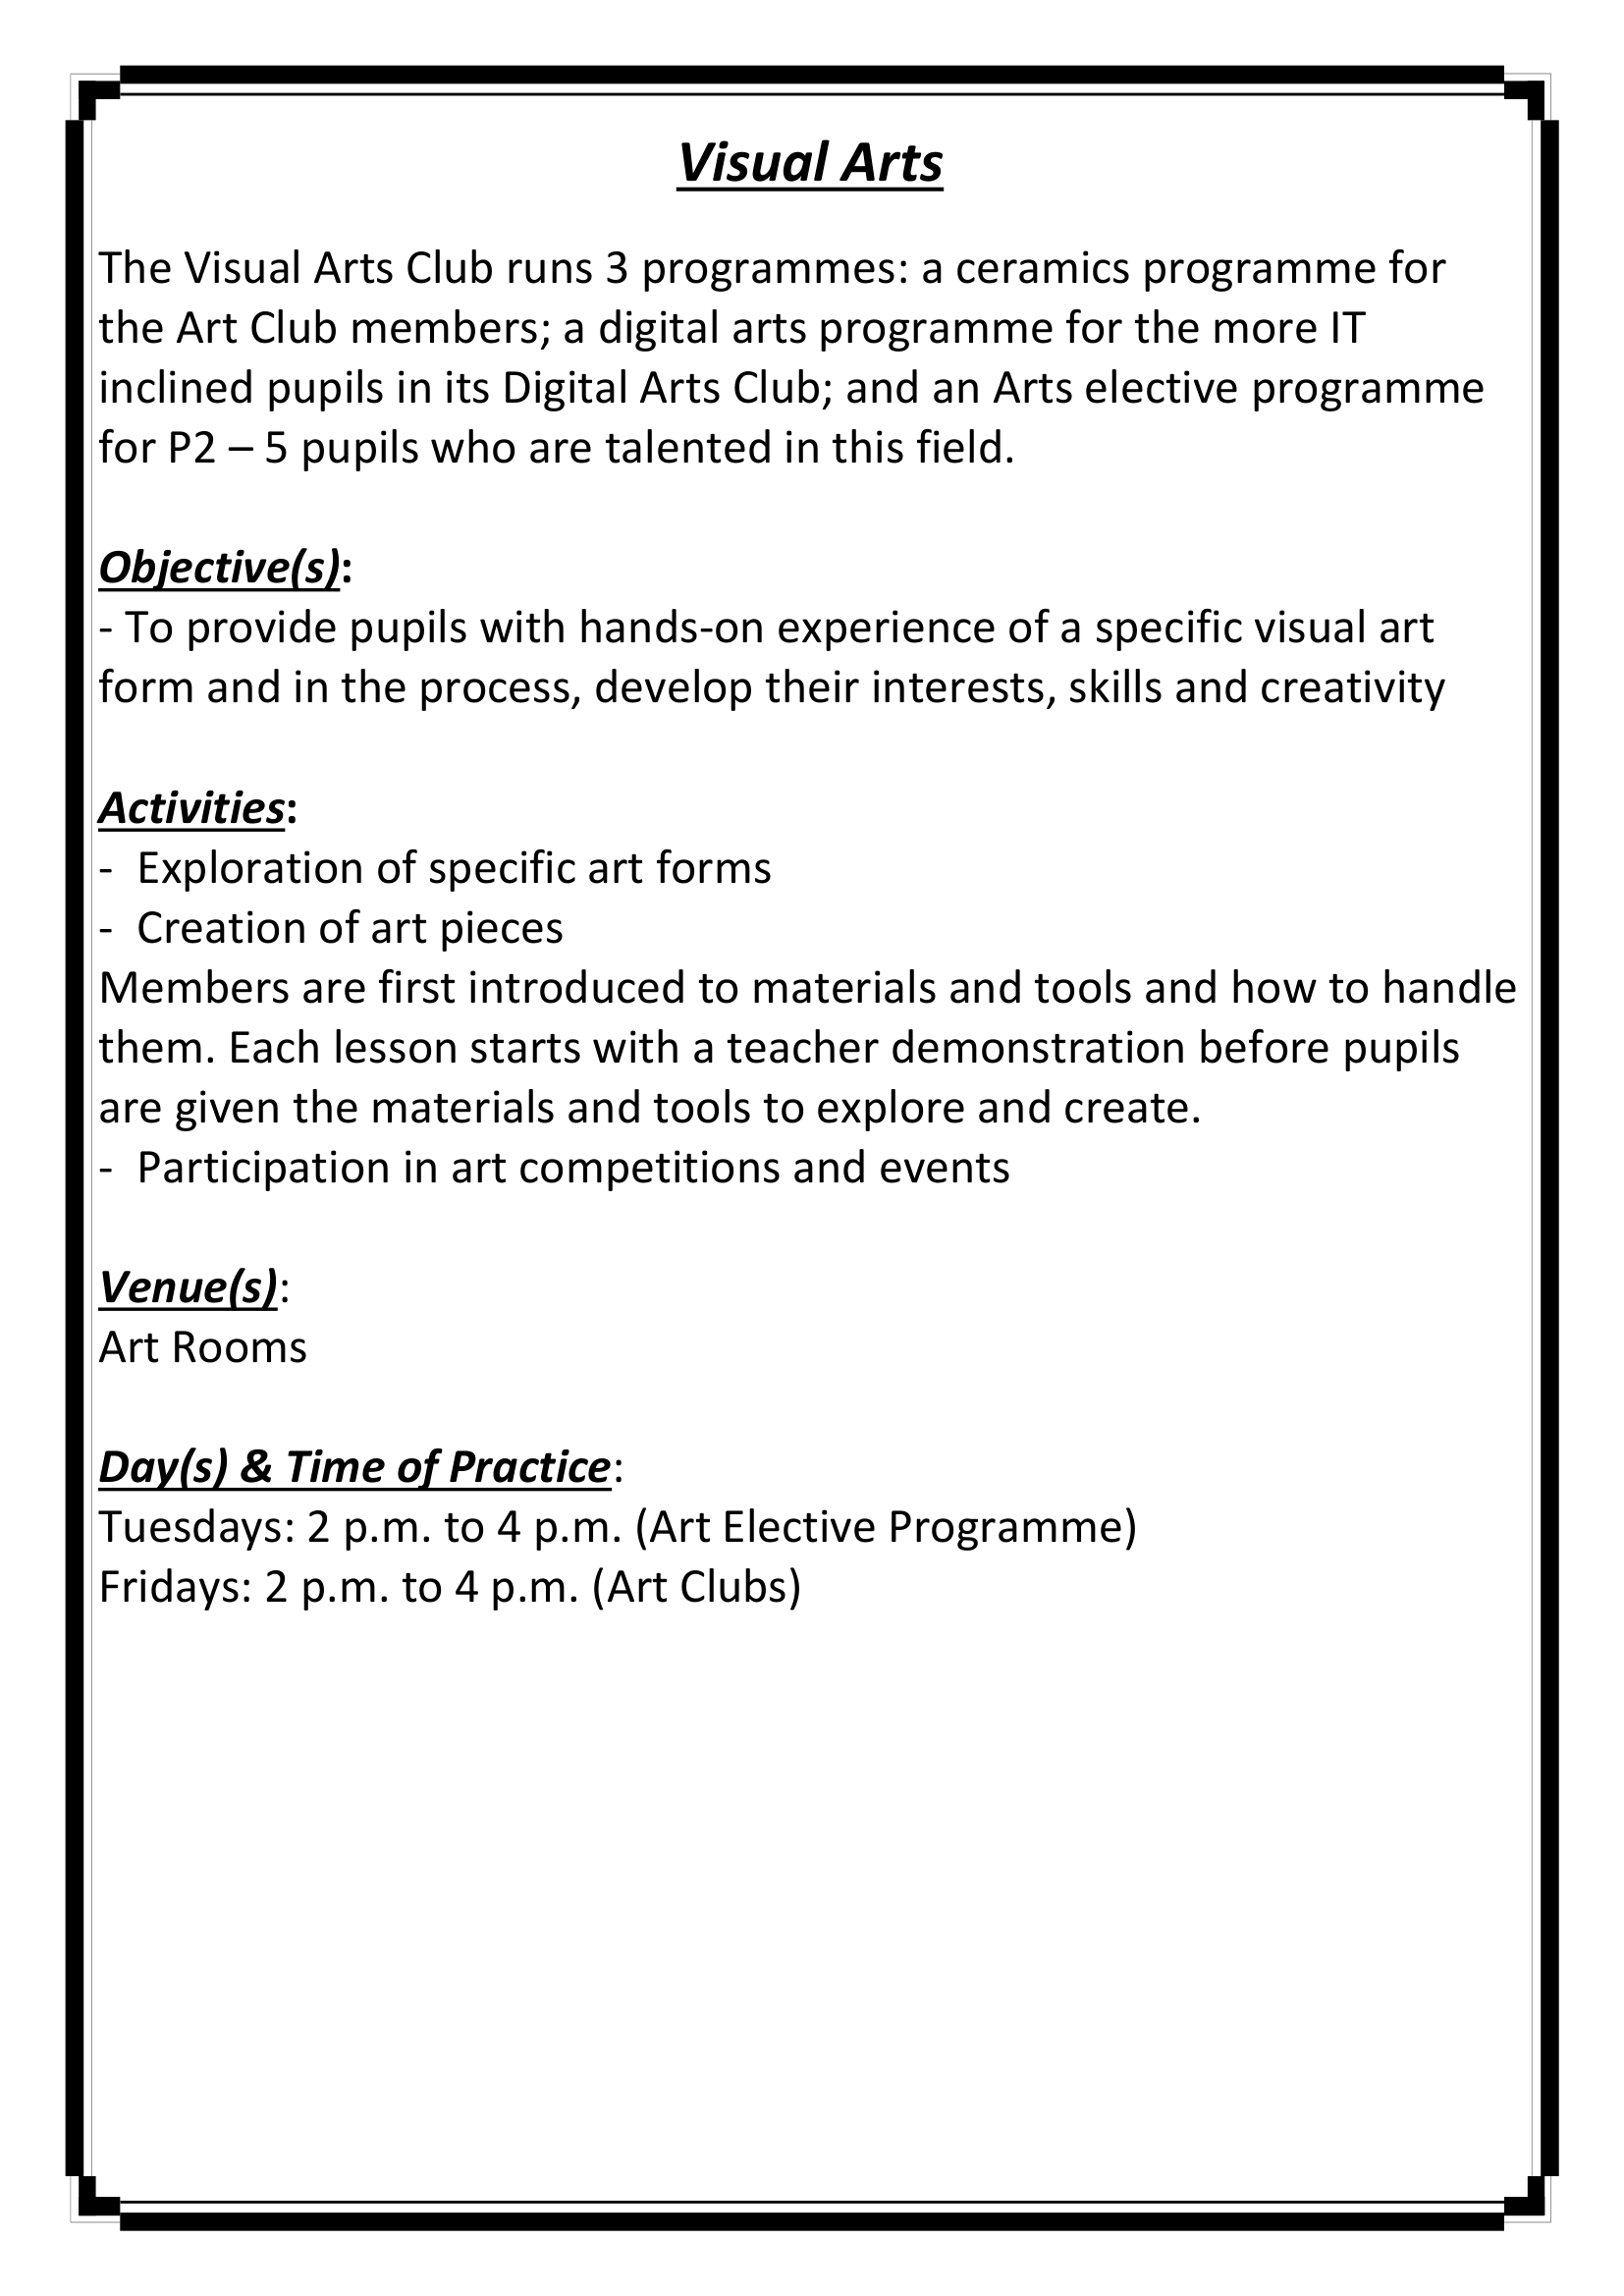 Visual Arts
The Visual Arts Club runs 3 programmes: a ceramics programme for
the Art Club members; a digital arts programme for the more IT
inclined pupils in its Digital Arts Club; and an Arts elective programme
for P2 – 5 pupils who are talented in this field.
Objective(s):
- To provide pupils with hands-on experience of a specific visual art
form and in the process, develop their interests, skills and creativity
Activities:
- Exploration of specific art forms
- Creation of art pieces
Members are first introduced to materials and tools and how to handle
them. Each lesson starts with a teacher demonstration before pupils
are given the materials and tools to explore and create.
- Participation in art competitions and events
Venue(s):
Art Rooms
Day(s) & Time of Practice:
Tuesdays: 2 p.m. to 4 p.m. (Art Elective Programme)
Fridays: 2 p.m. to 4 p.m. (Art Clubs)